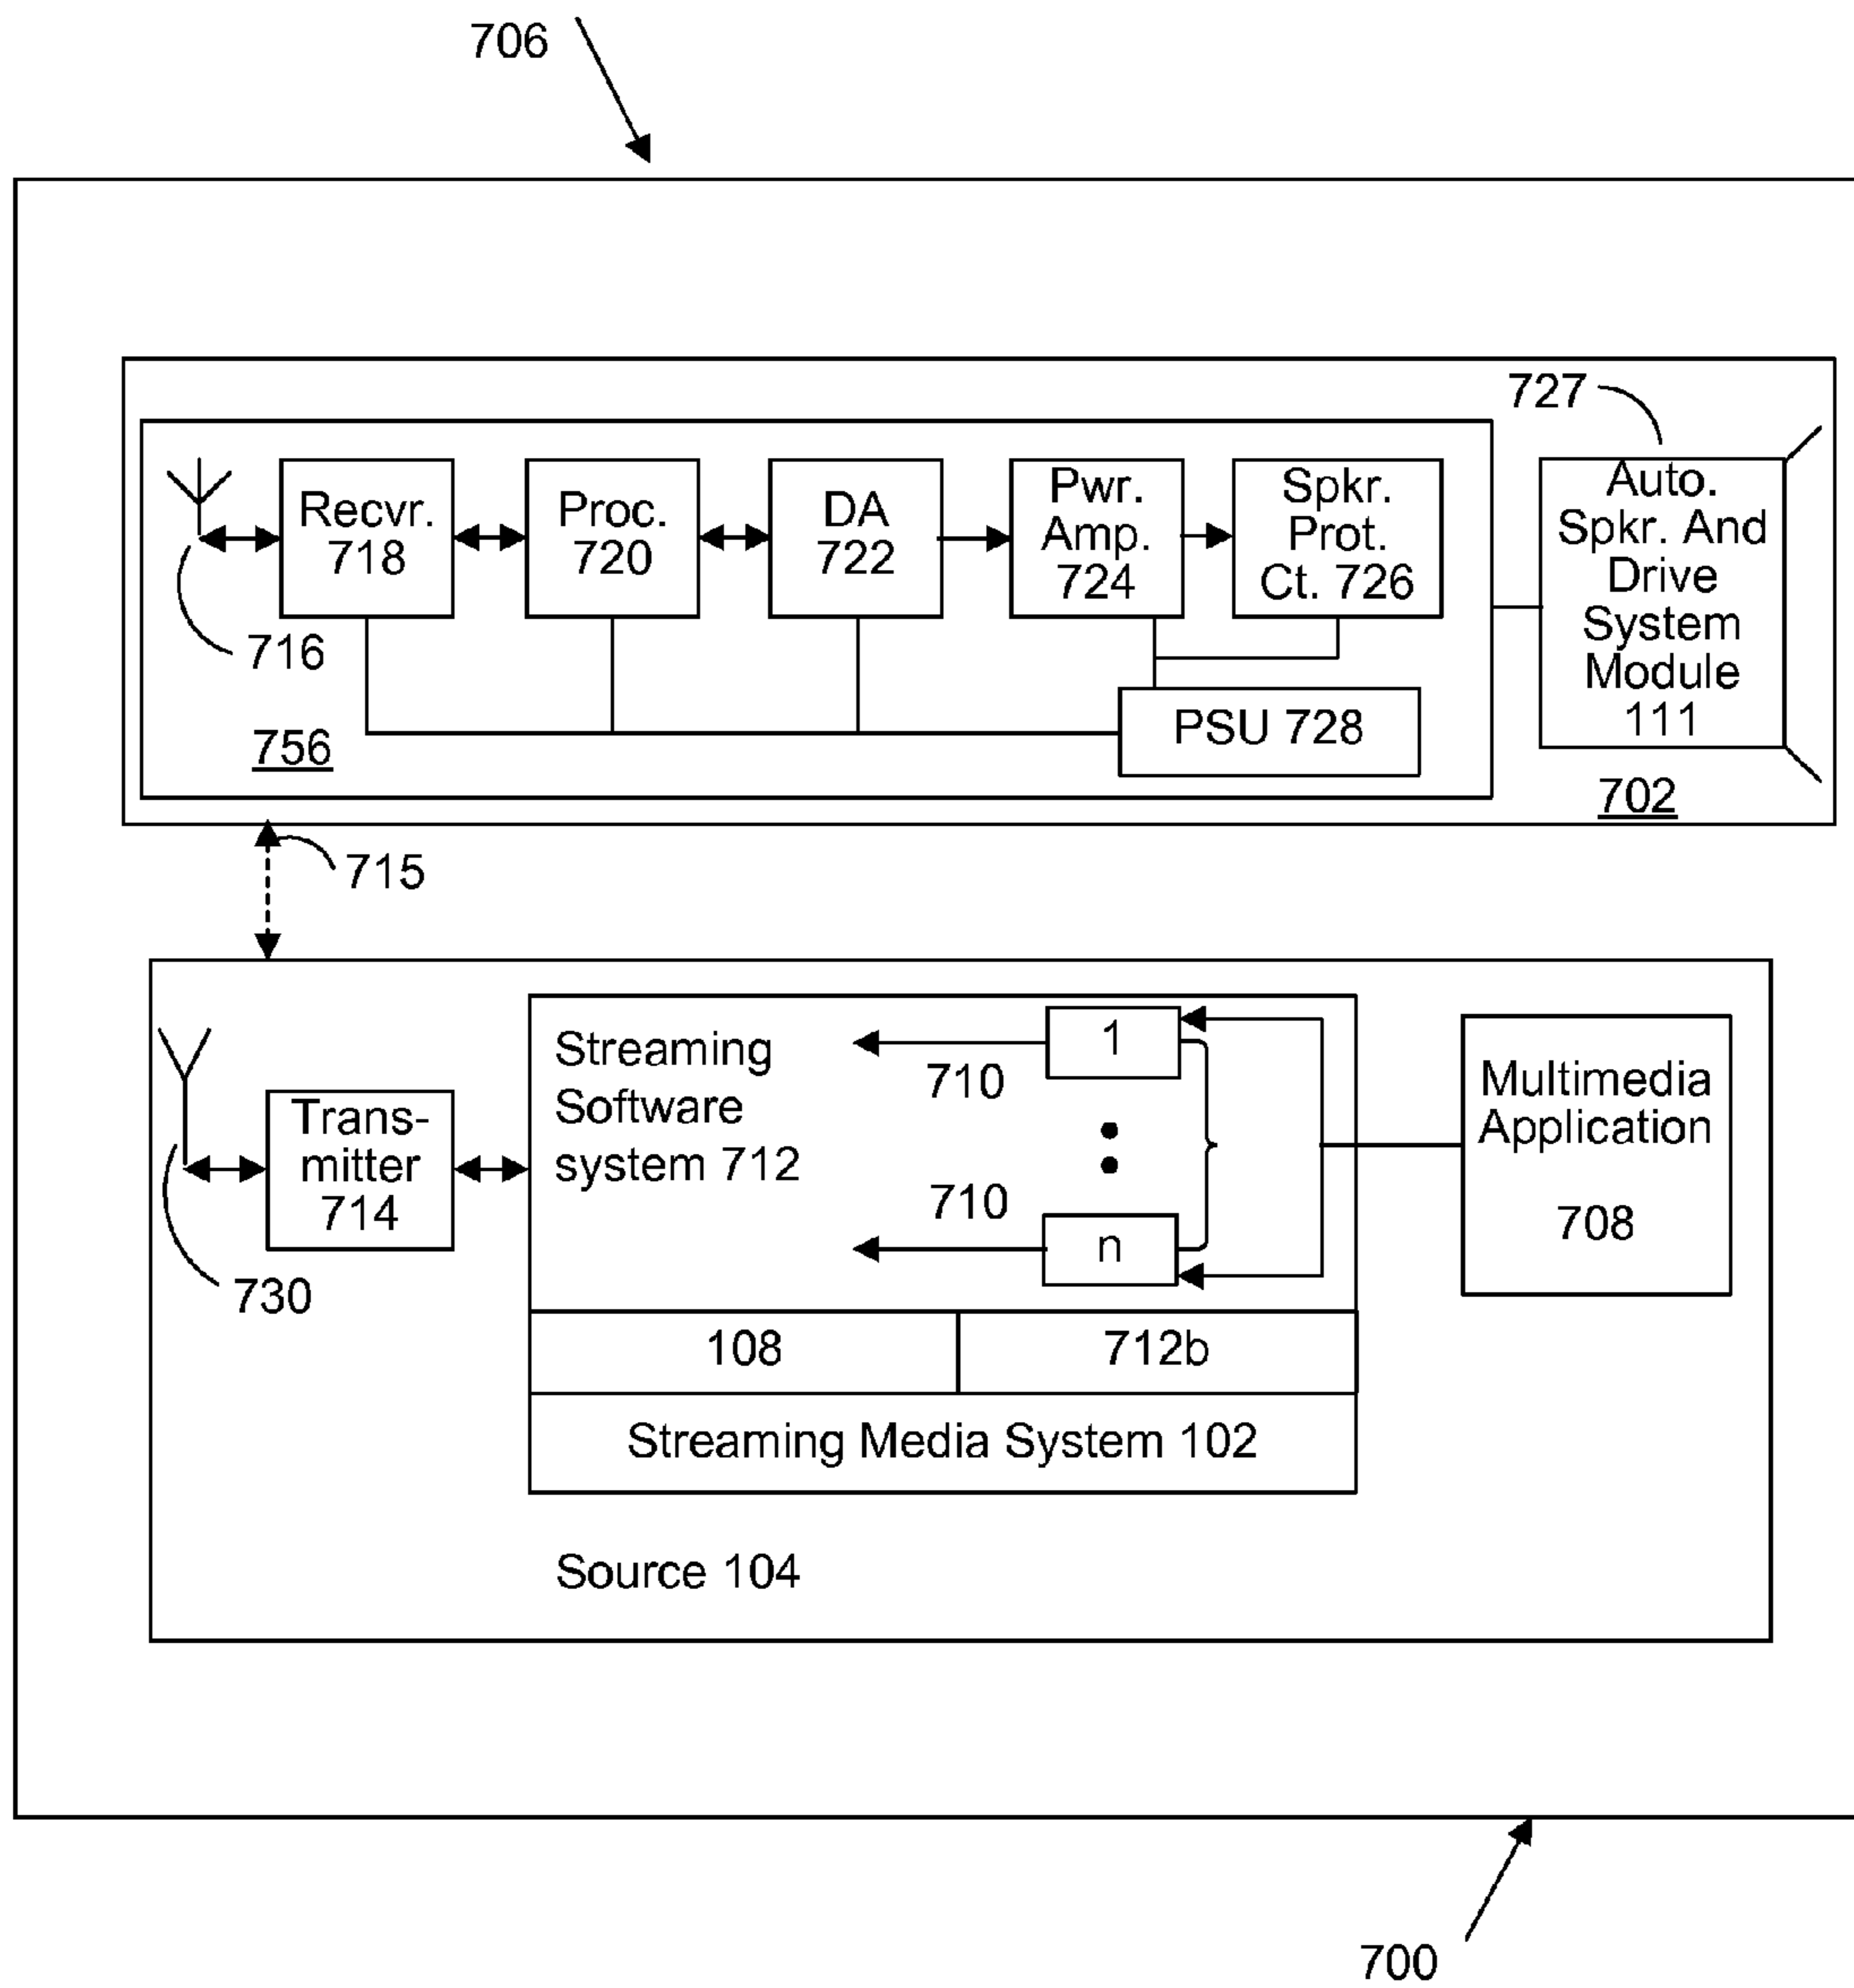 706
727
Recvr.
718
Proc.
720
DA
722
Pwr.
Amp.
724
Spkr.
Prot.
Ct. 726
Auto.
Spkr. And
Drive
System
Module
111
716
756
PSU 728
702
715
Streaming
Software
system 712
1
710
710
n
Multimedia
Application
708
Trans-
mitter
714
730
108
712b
Streaming Media System 102
Source 104
700